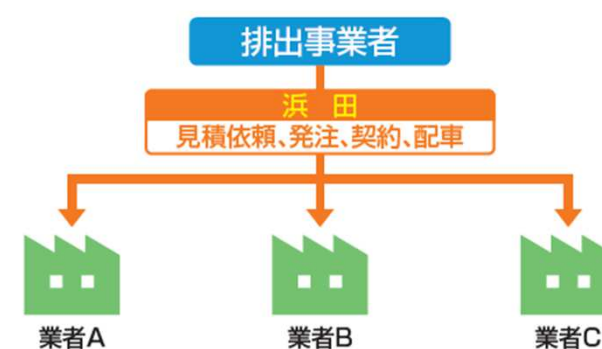 排出事業者
浜 田
見積依頼、発注、契約、配車
業者A
業者B
業者C